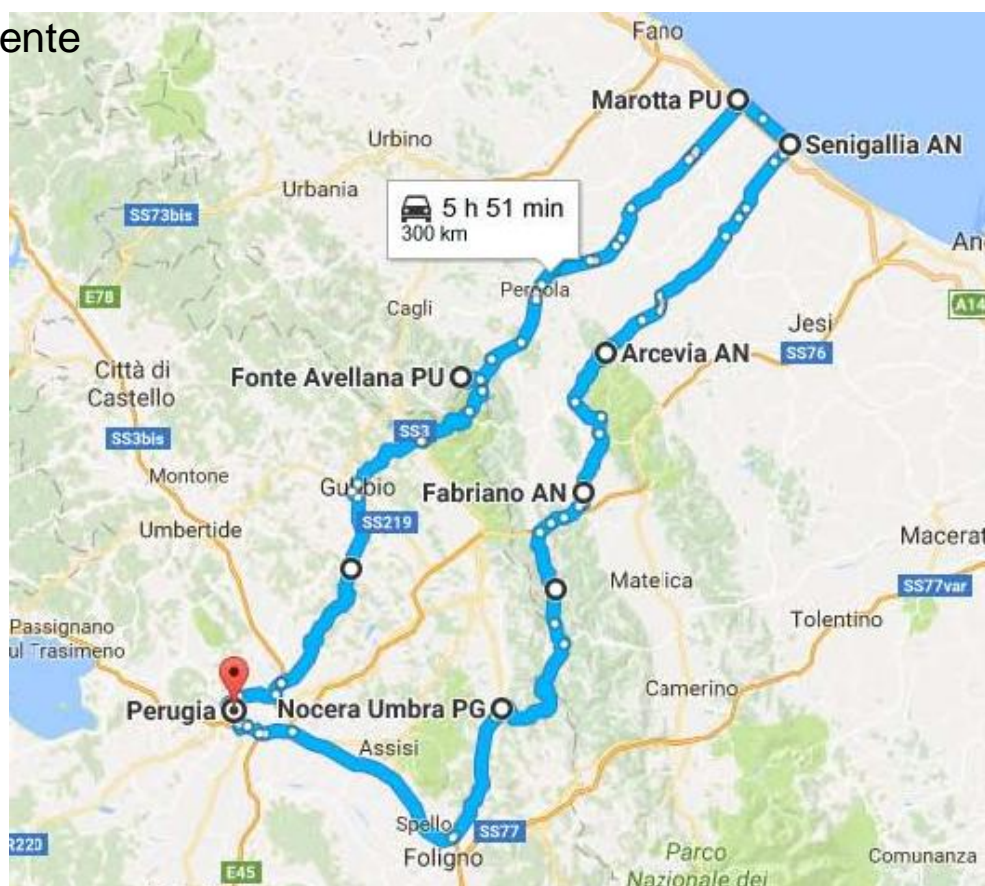 ente
Fano
Marotta PU
Senigallia AN
Urbino
Urbania
SS73bis
5 h 51 min
300 km
An
E78
Pergola
A14
Cagli
Jesi
SS76
Arcevia AN
Città di
Castello
Fonte Avellana PU
SS3
SS3bis
Montone
Gubbio
Fabriano AN
SS219
Umbertide
Macerat
Matelica
SS77var
Tolentino
Passignano
ul Trasimeno
Camerino
Perugia
Nocera Umbra PG
Assisi
Spello
SS77
R220
Foligno
E45
Parco
Nazionale dei
Comunanza